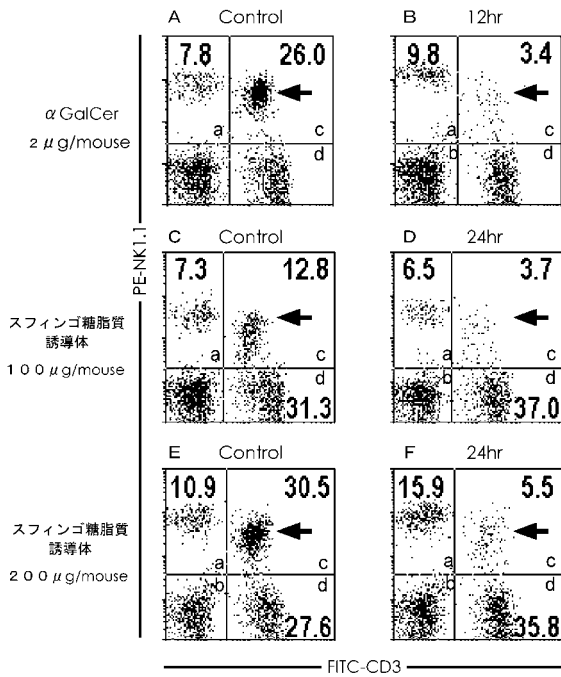 A Control
B 12hr
7.8 26.0
9.8 3.4
α GalCer
2 μg/mouse
a c
a c
d
b d
PE-NK1.1
C Control
D 24hr
7.3 12.8
6.5 3.7
スフィンゴ糖脂質
誘導体
100μg/mouse
a c
a c
d
b d
31.3
37.0
E Control
F 24hr
10.9 30.5
15.9 5.5
スフィンゴ糖脂質
誘導体
200μg/mouse
a c
a c
b d
b d
27.6
35.8
FITC-CD3